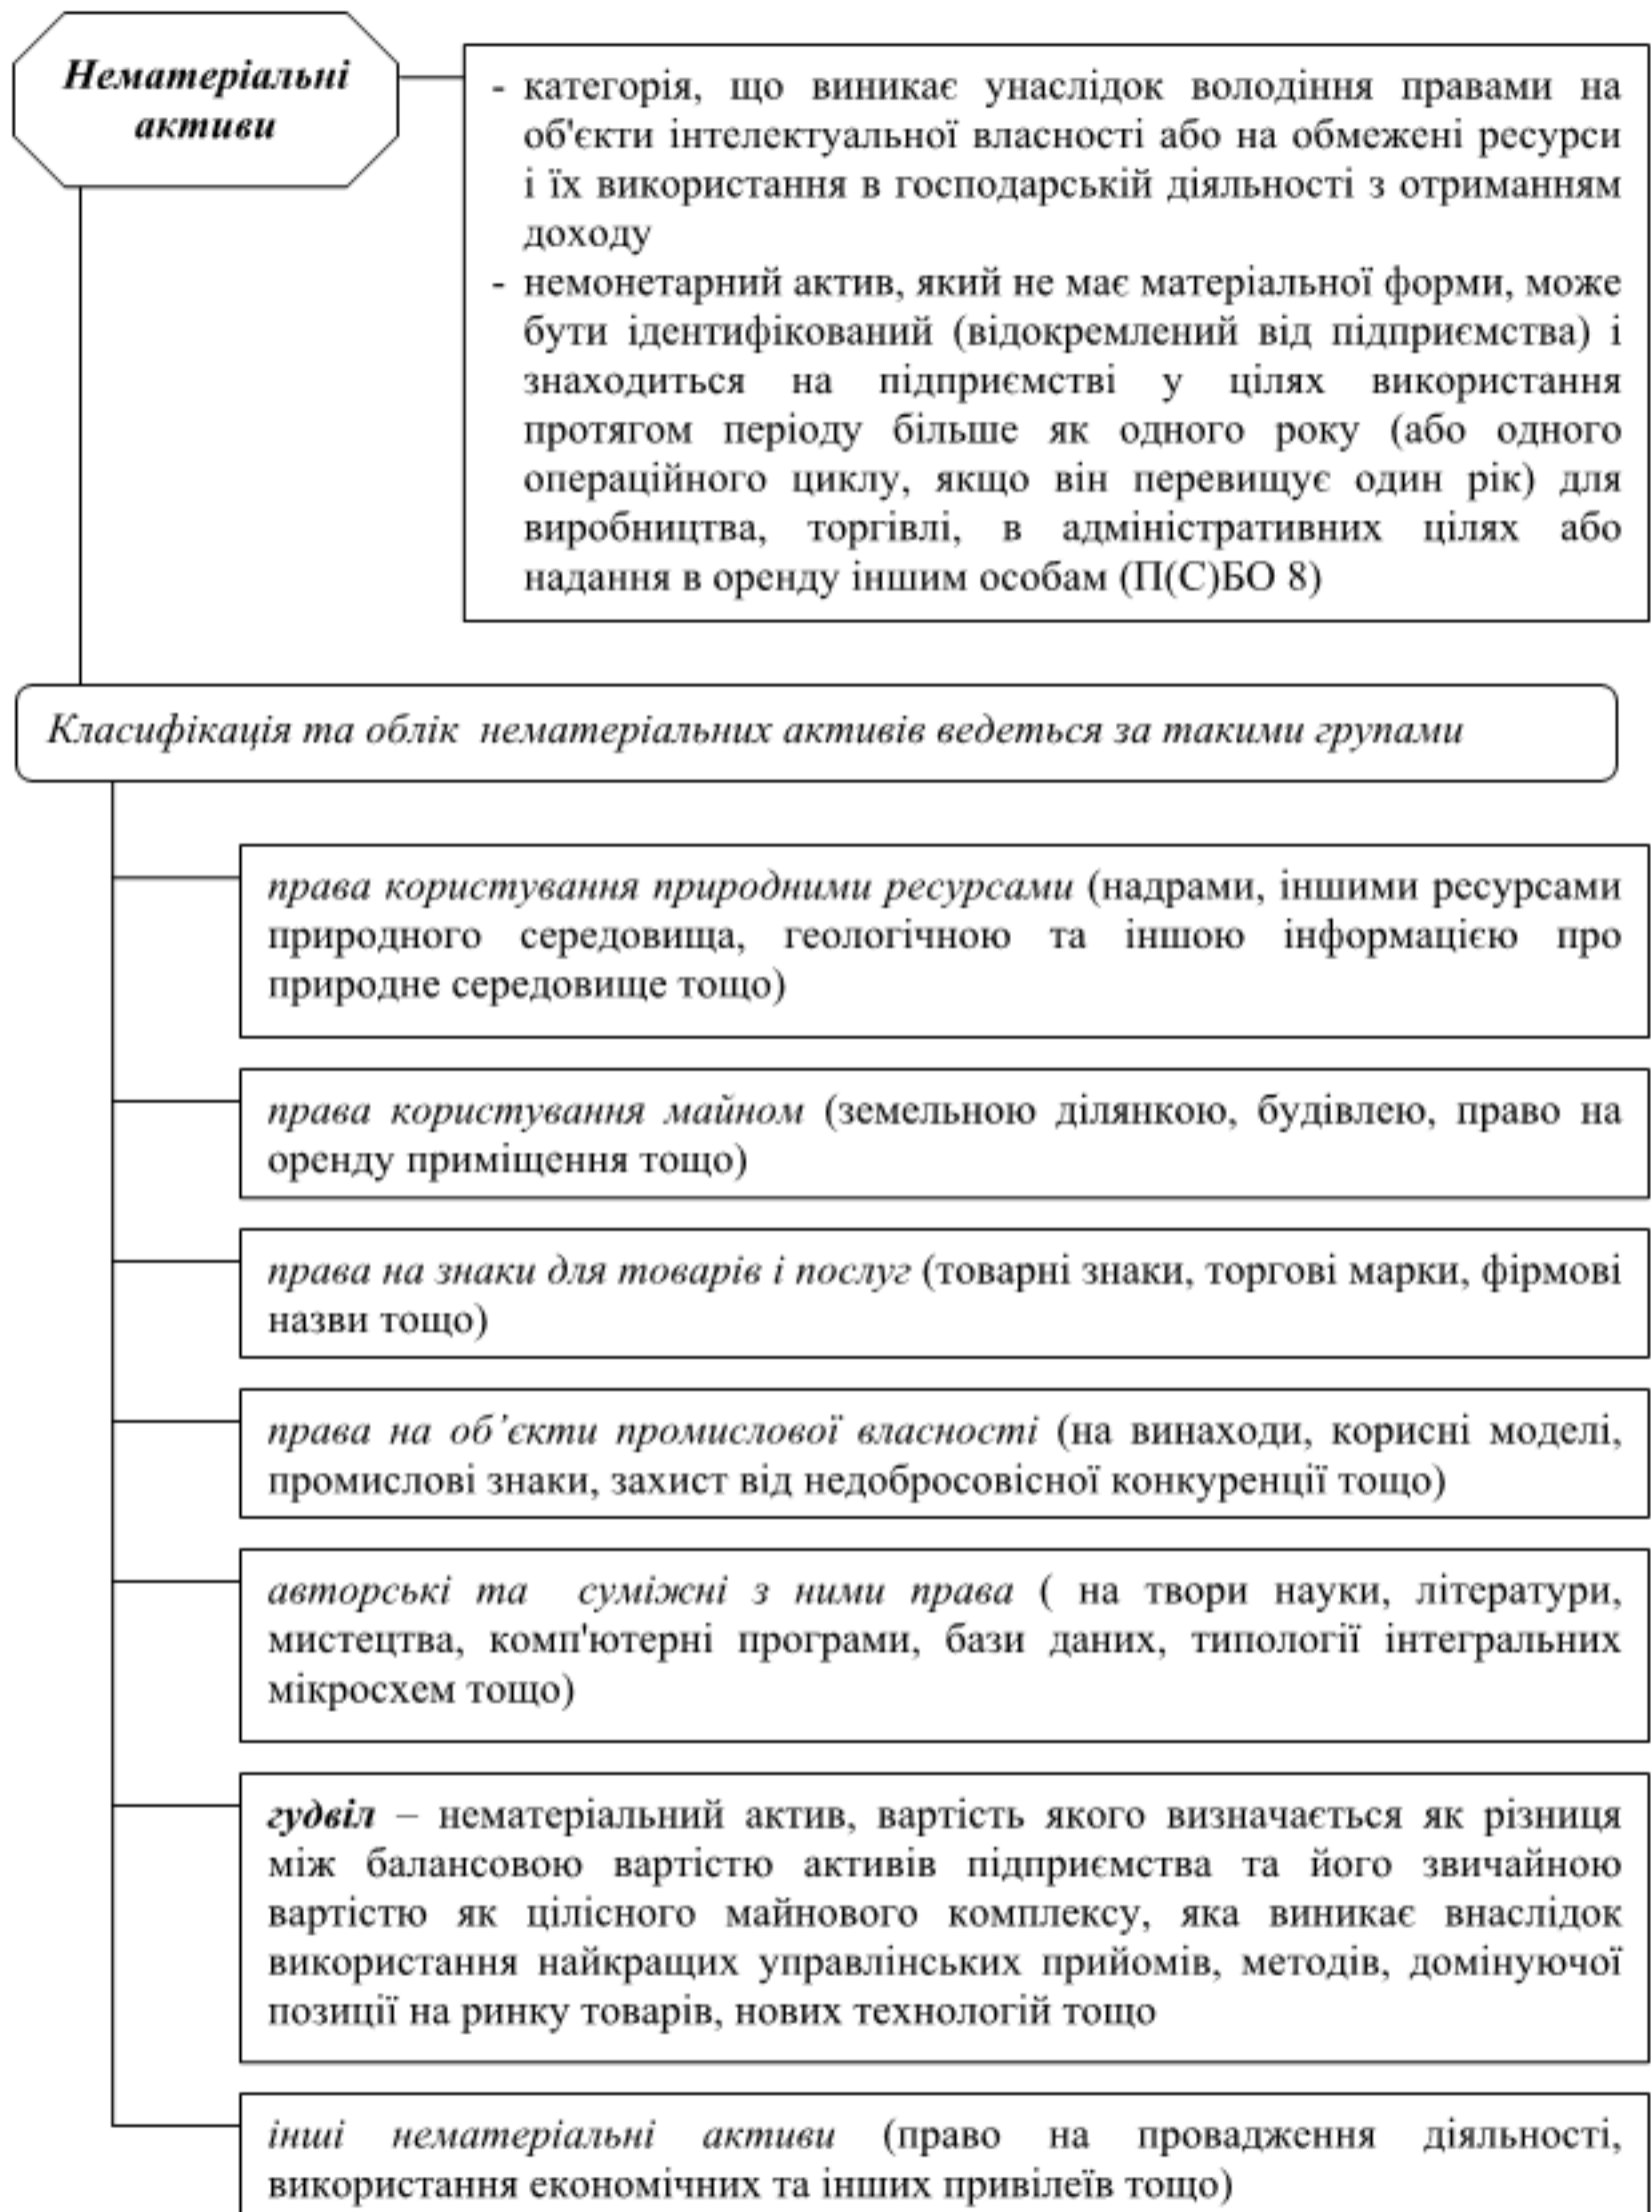 Нематеріальні
активи
- категорія, що виникає унаслідок володіння правами на
об'єкти інтелектуальної власності або на обмежені ресурси
і їх використання в господарській діяльності з отриманням
доходу
- немонетарний актив, який не має матеріальної форми, може
бути ідентифікований (відокремлений від підприємства) і
знаходиться на підприємстві у цілях використання
протягом періоду більше як одного року (або одного
операційного циклу, якщо він перевищує один рік) для
виробництва, торгівлі, в адміністративних цілях або
надання в оренду іншим особам (П(С)БО 8)
Класифікація та облік нематеріальних активів ведеться за такими групами
права користування природними ресурсами (надрами, іншими ресурсами
природного середовища, геологічною та іншою інформацією про
природне середовище тощо)
права користування майном (земельною ділянкою, будівлею, право на
оренду приміщення тощо)
права на знаки для товарів і послуг (товарні знаки, торгові марки, фірмові
назви тощо)
права на об’єкти промислової власності (на винаходи, корисні моделі,
промислові знаки, захист від недобросовісної конкуренції тощо)
авторські та суміжні з ними права ( на твори науки, літератури,
мистецтва, комп'ютерні програми, бази даних, типології інтегральних
мікросхем тощо)
гудвіл – нематеріальний актив, вартість якого визначається як різниця
між балансовою вартістю активів підприємства та його звичайною
вартістю як цілісного майнового комплексу, яка виникає внаслідок
використання найкращих управлінських прийомів, методів, домінуючої
позиції на ринку товарів, нових технологій тощо
інші нематеріальні активи (право на провадження діяльності,
використання економічних та інших привілеїв тощо)